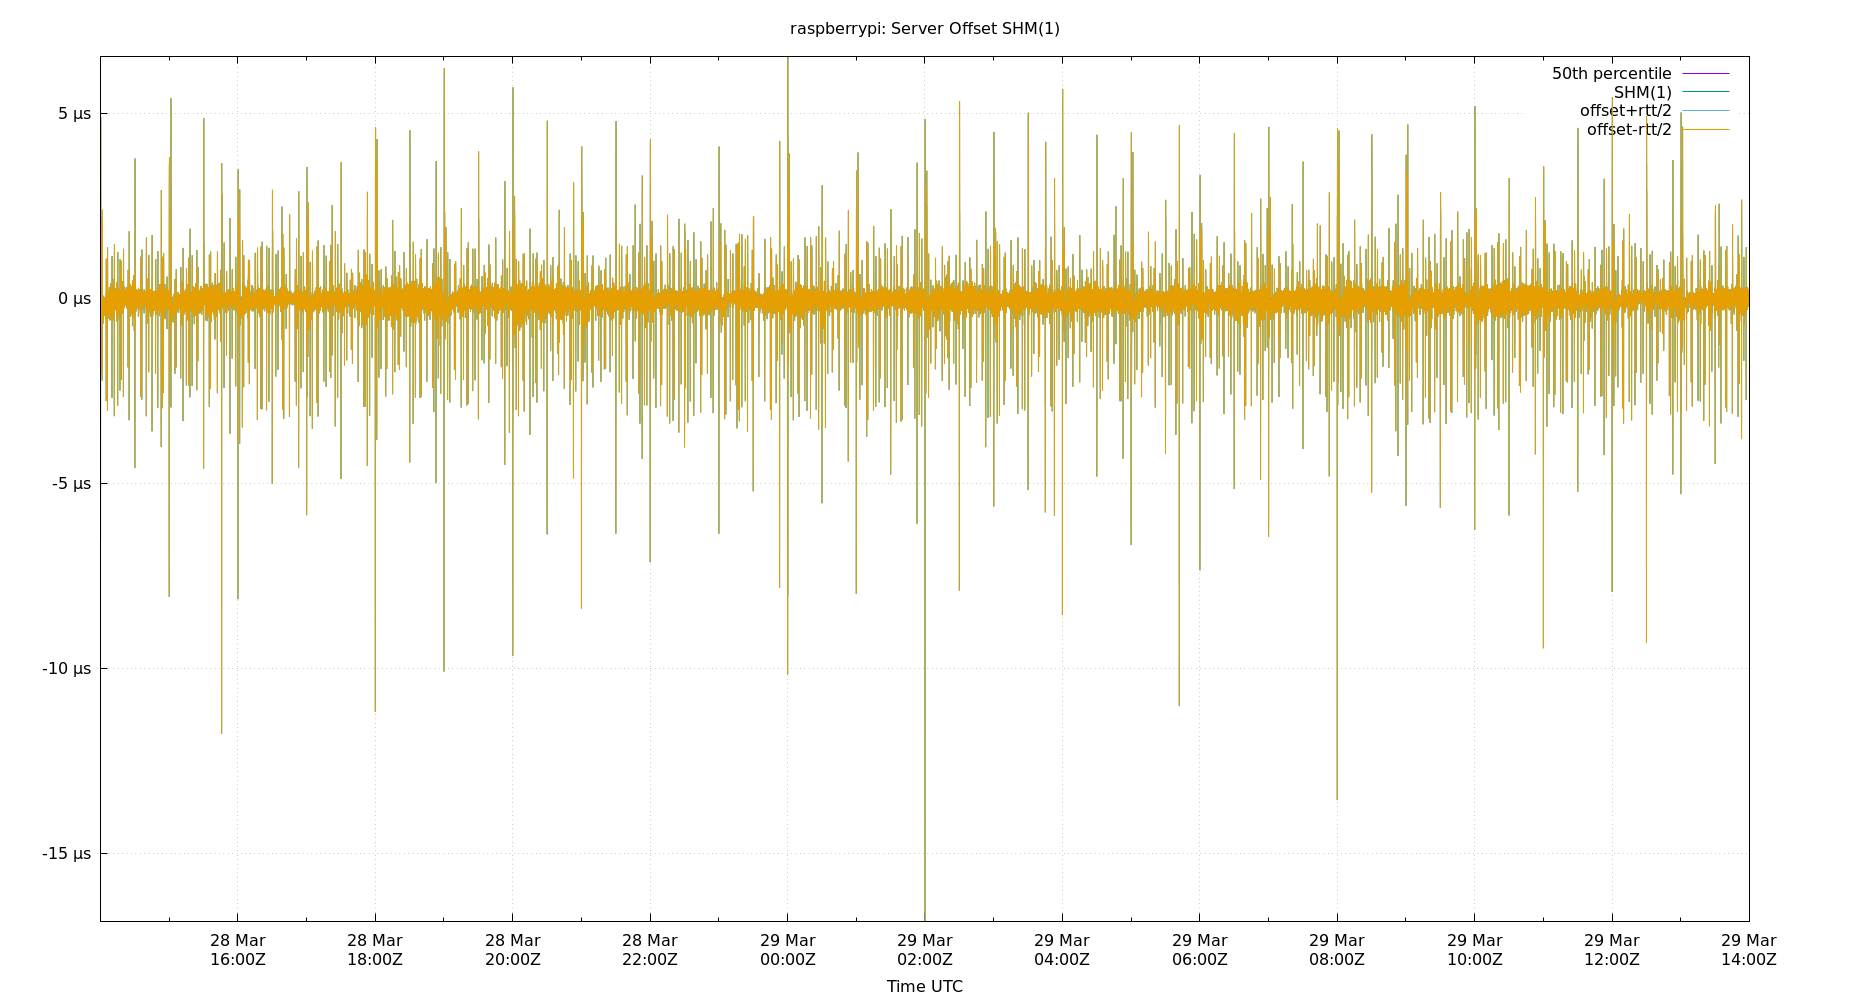 raspberrypi: Server Offset SHM(1)
50th percentile
SHM(1)
offset+rtt/2
offset-rtt/2
5 µs
0 µs
-5 µs
-10 µs
-15 µs
28 Mar 28 Mar 28 Mar 28 Mar 29 Mar 29 Mar 29 Mar 29 Mar 29 Mar 29 Mar 29 Mar 29 Mar
16:00Z 18:00Z 20:00Z 22:00Z 00:00Z 02:00Z 04:00Z 06:00Z 08:00Z 10:00Z 12:00Z 14:00Z
Time UTC